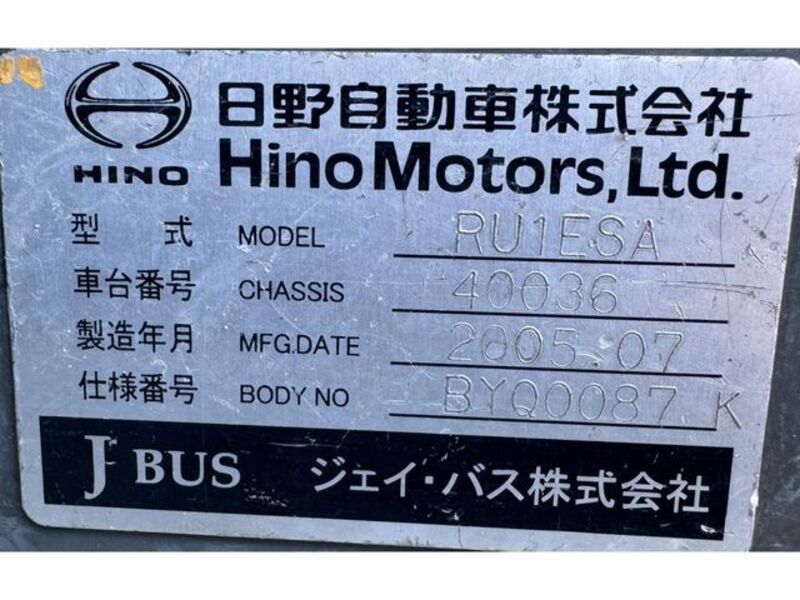 日野自動車株式会社
HINO Hino Motors, Ltd.
型式 MODEL RU1ESA
車台番号 CHASSIS 40036
製造年月 MFG.DATE 2005.07
仕様番号 BODY NO BYQ0087 K
J BUS ジェイ・バス株式会社